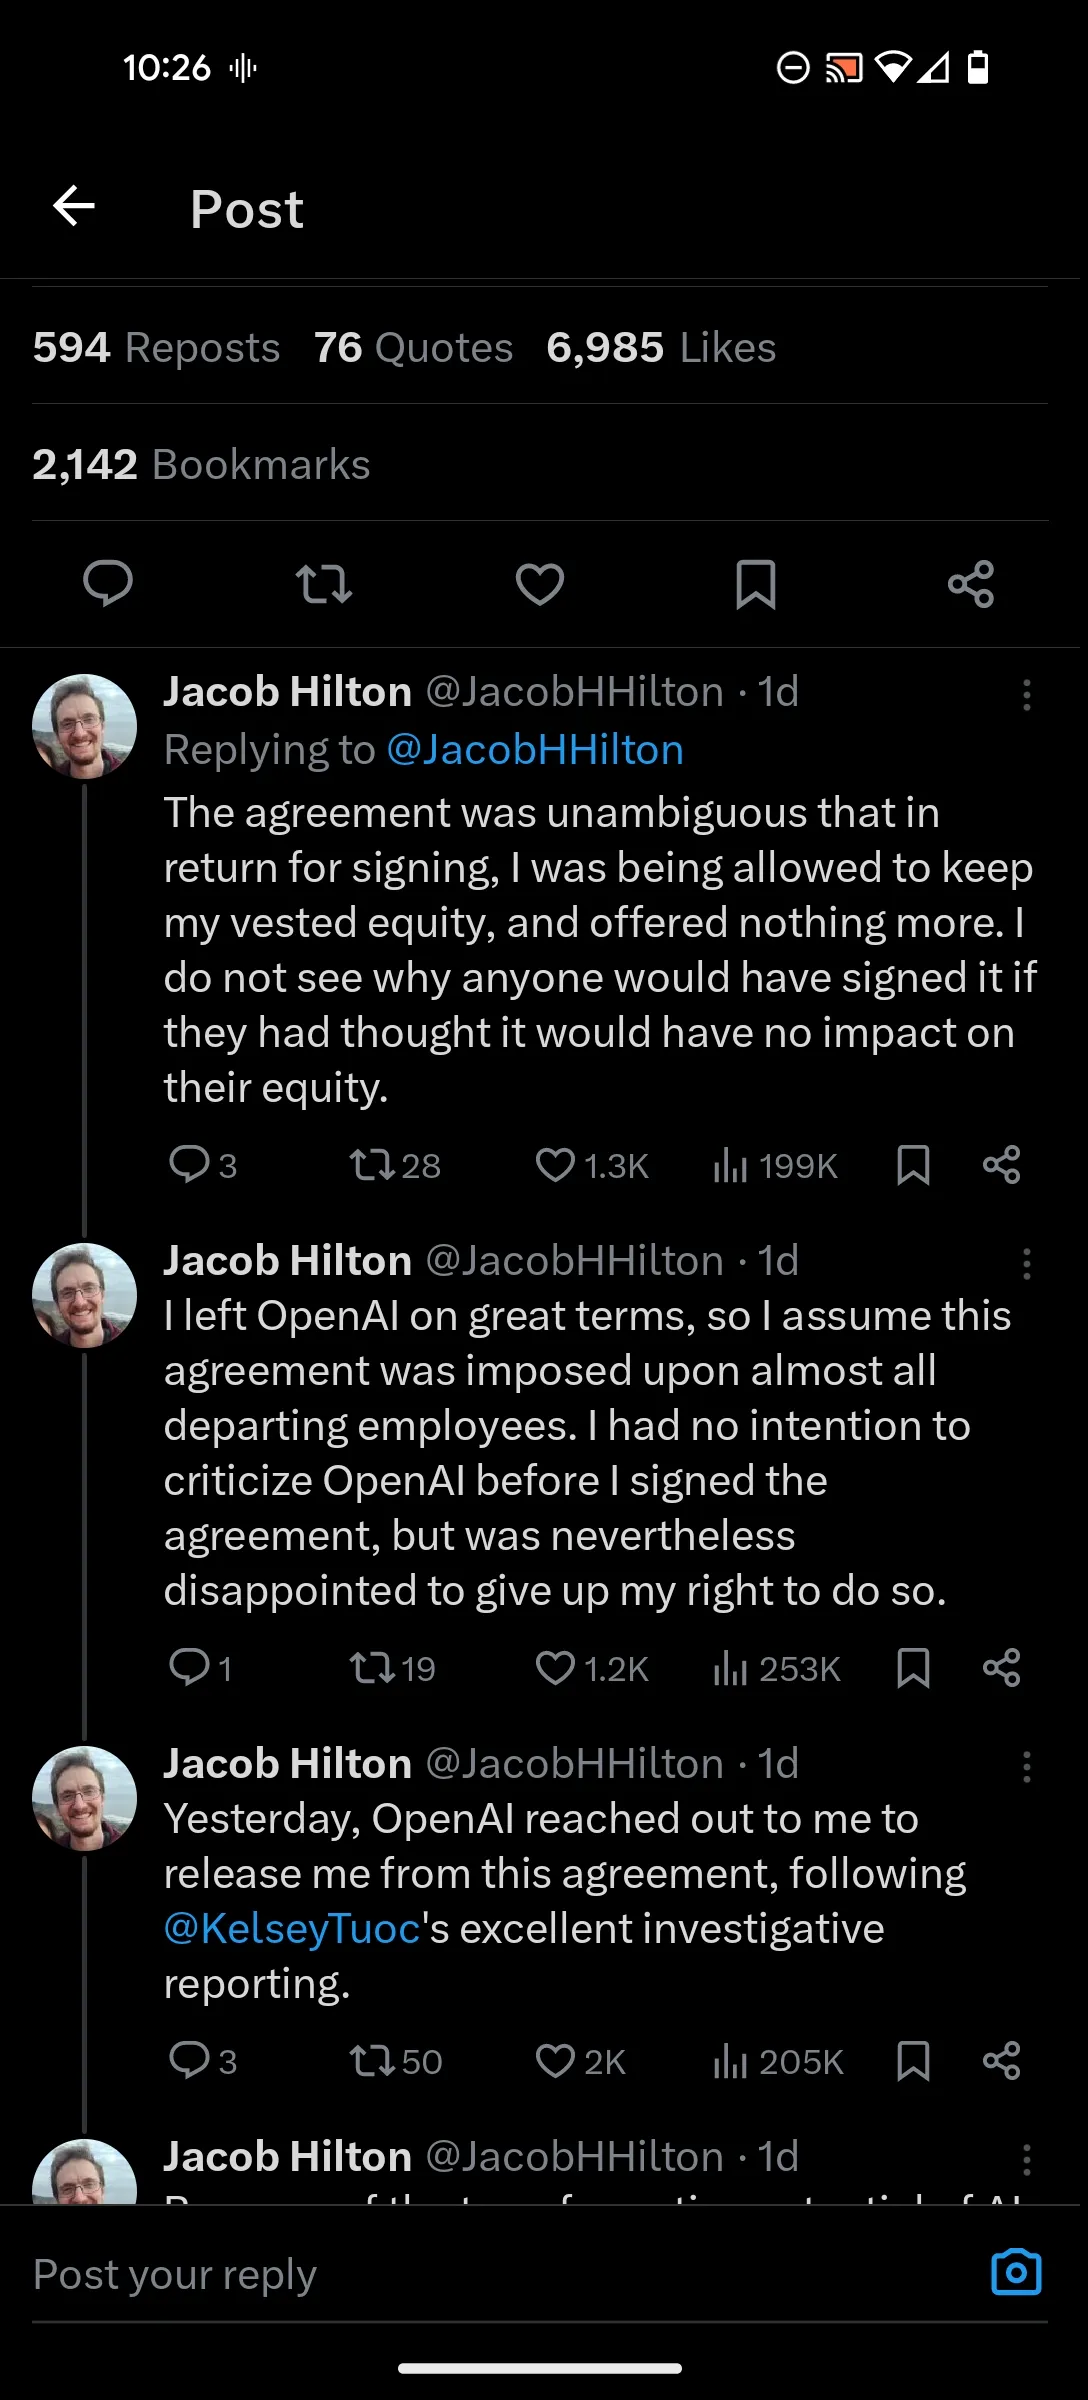 10:26
Post
594 Reposts 76 Quotes 6,985 Likes
2,142 Bookmarks
Jacob Hilton @JacobHHilton · 1d
Replying to @JacobHHilton
The agreement was unambiguous that in
return for signing, I was being allowed to keep
my vested equity, and offered nothing more. I
do not see why anyone would have signed it if
they had thought it would have no impact on
their equity.
3 28 1.3K 199K
Jacob Hilton @JacobHHilton · 1d
I left OpenAI on great terms, so I assume this
agreement was imposed upon almost all
departing employees. I had no intention to
criticize OpenAI before I signed the
agreement, but was nevertheless
disappointed to give up my right to do so.
1 19 1.2K 253K
Jacob Hilton @JacobHHilton · 1d
Yesterday, OpenAI reached out to me to
release me from this agreement, following
@KelseyTuoc's excellent investigative
reporting.
3 50 2K 205K
Jacob Hilton @JacobHHilton · 1d
of the AI
Post your reply